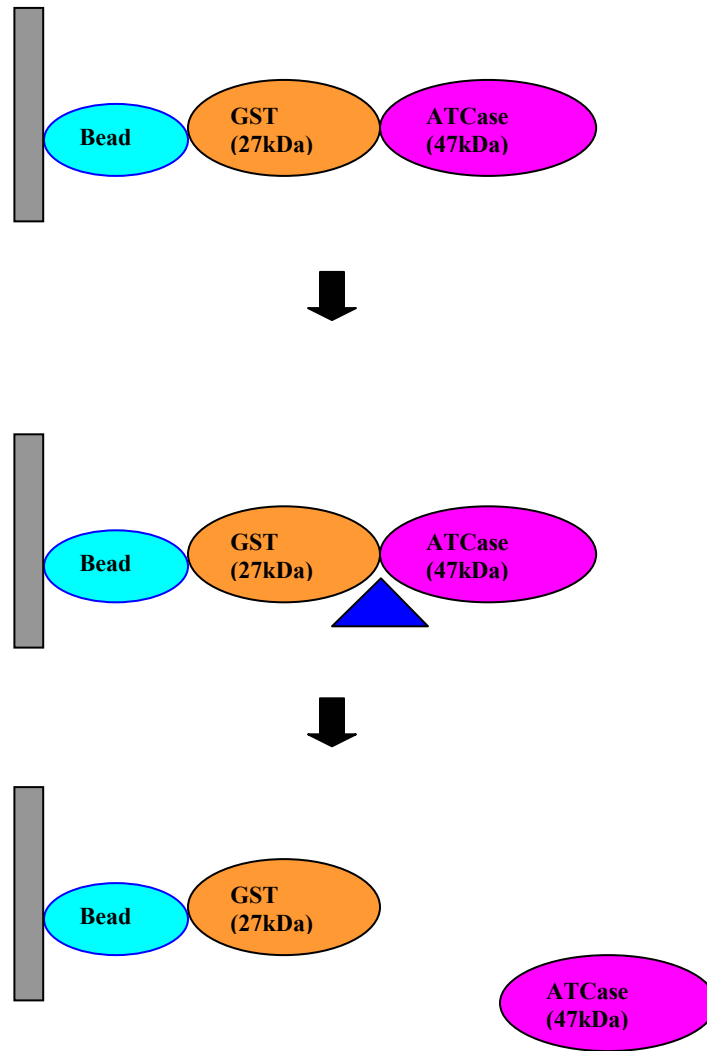 Bead
GST
(27kDa)
ATCase
(47kDa)
Bead
GST
(27kDa)
ATCase
(47kDa)
Bead
GST
(27kDa)
ATCase
(47kDa)